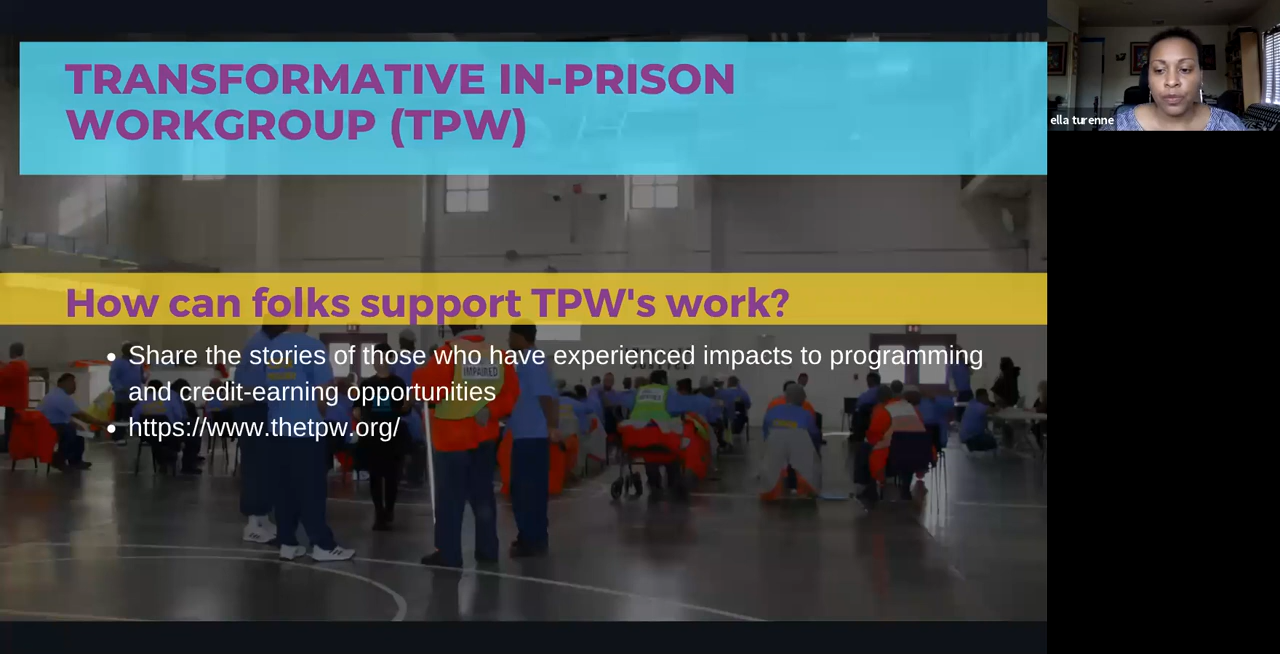 TRANSFORMATIVE IN-PRISON
WORKGROUP (TPW)
How can folks support TPW's work?
• Share the stories of those who have experienced impacts to programming
and credit-earning opportunities
• https://www.thetpw.org/
IMPAIRED
ella turenne